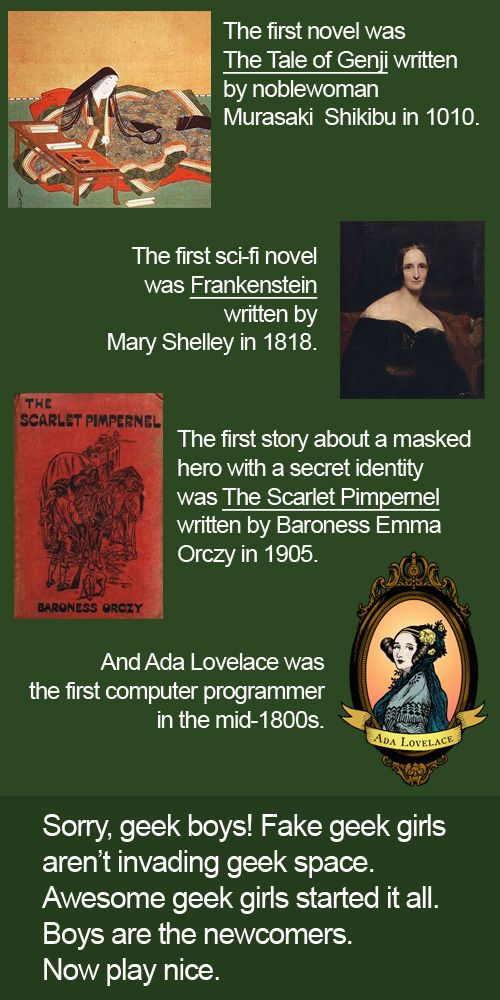 The first novel was
The Tale of Genji written
by noblewoman
Murasaki  Shikibu in 1010.
The first sci-fi novel
was Frankenstein
written by
Mary Shelley in 1818.
THE
SCARLET PIMPERNEL
BARONESS ORCZY
The first story about a masked
hero with a secret identity
was The Scarlet Pimpernel
written by Baroness Emma
Orczy in 1905.
And Ada Lovelace was
the first computer programmer
in the mid-1800s.
ADA LOVELACE
Sorry, geek boys! Fake geek girls
aren’t invading geek space.
Awesome geek girls started it all.
Boys are the newcomers.
Now play nice.